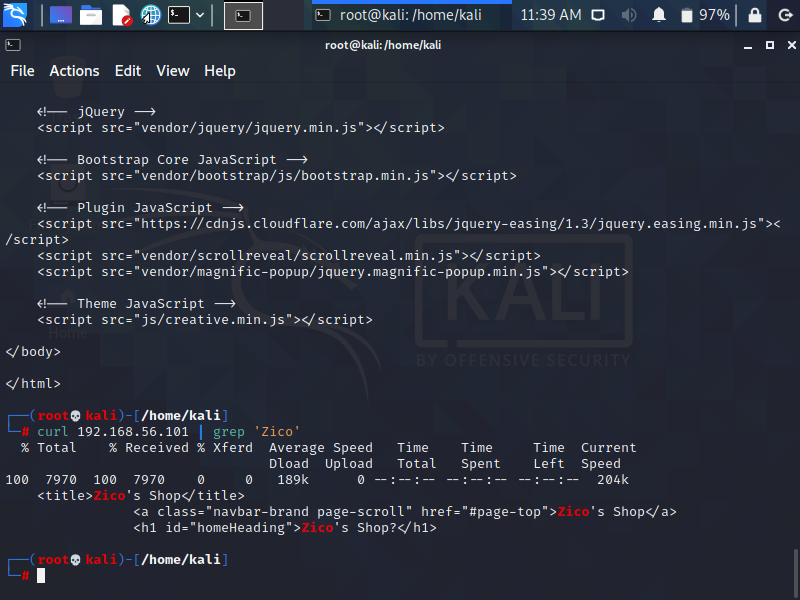 root@kali: /home/kali
11:39 AM
97%
root@kali: /home/kali
File Actions Edit View Help
<!-- jQuery -->
<script src="vendor/jquery/jquery.min.js"></script>
<!-- Bootstrap Core JavaScript -->
<script src="vendor/bootstrap/js/bootstrap.min.js"></script>
<!-- Plugin JavaScript -->
<script src="https://cdnjs.cloudflare.com/ajax/libs/jquery-easing/1.3/jquery.easing.min.js"><
/script>
<script src="vendor/scrollreveal/scrollreveal.min.js"></script>
<script src="vendor/magnific-popup/jquery.magnific-popup.min.js"></script>
<!-- Theme JavaScript -->
<script src="js/creative.min.js"></script>
</body>
</html>
KALI
BY OFFENSIVE SECURITY
Home
┌──(root💀kali)-[/home/kali]
└─# curl 192.168.56.101 | grep 'Zico'
% Total % Received % Xferd Average Speed Time Time Time Current
Dload Upload Total Spent Left Speed
100 7970 100 7970 0 0 189k 0 --:--:-- --:--:-- --:--:-- 204k
<title>Zico's Shop</title>
<a class="navbar-brand page-scroll" href="#page-top">Zico's Shop</a>
<h1 id="homeHeading">Zico's Shop?</h1>
┌──(root💀kali)-[/home/kali]
└─#